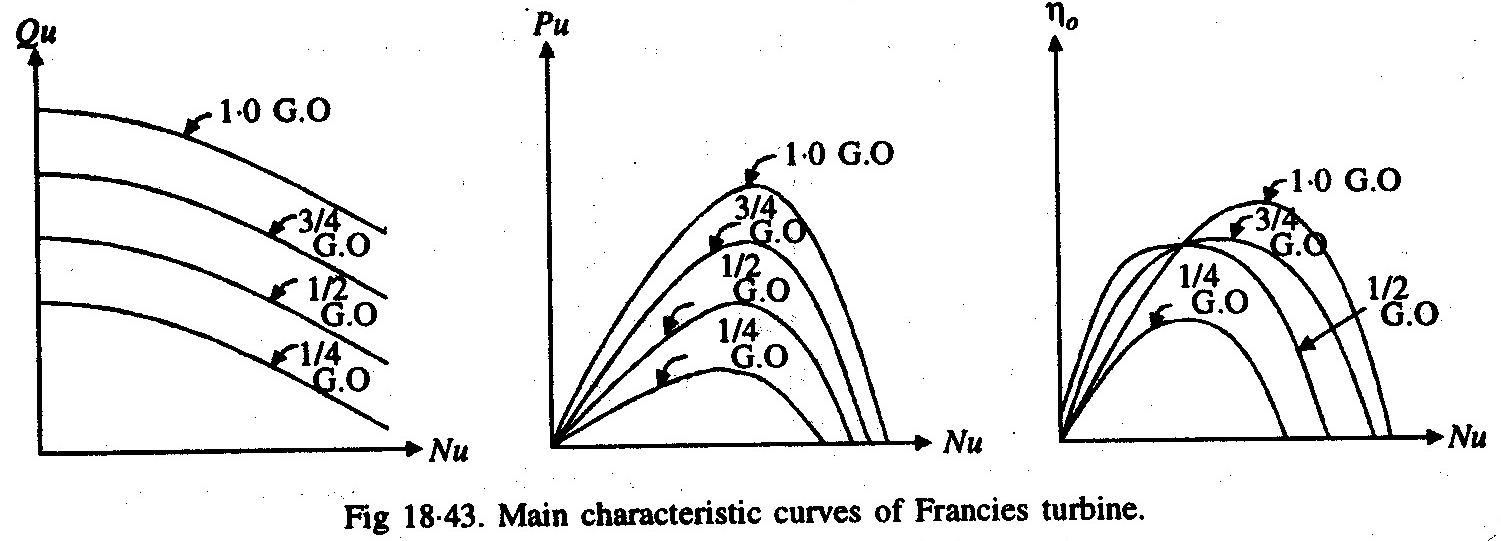 Qu
1·0 G.O
3/4
G.O
1/2
G.O
1/4
G.O
Nu
Pu
1·0 G.O
3/4
G.O
1/2
G.O
1/4
G.O
Nu
ηo
1·0 G.O
3/4
G.O
1/4
G.O
1/2
G.O
Nu
Fig 18·43. Main characteristic curves of Francies turbine.